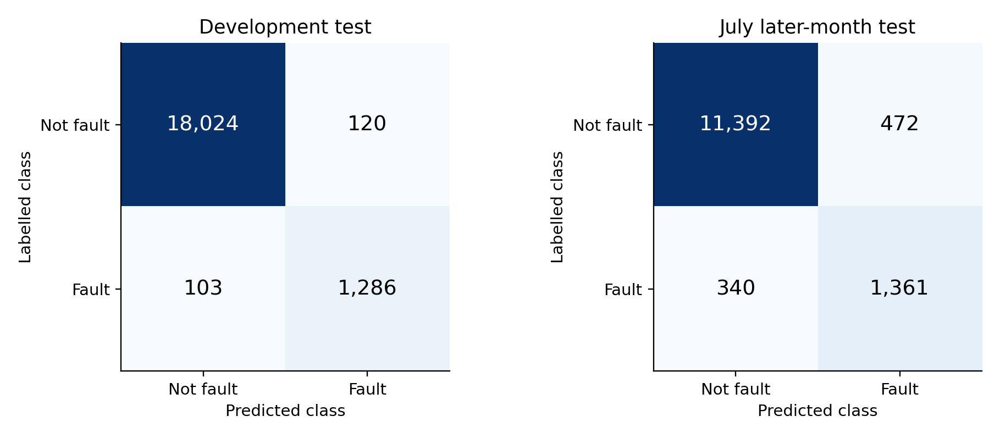 Development test
Labelled class
Not fault
18,024
120
Fault
103
1,286
Not fault
Fault
Predicted class
July later-month test
Labelled class
Not fault
11,392
472
Fault
340
1,361
Not fault
Fault
Predicted class